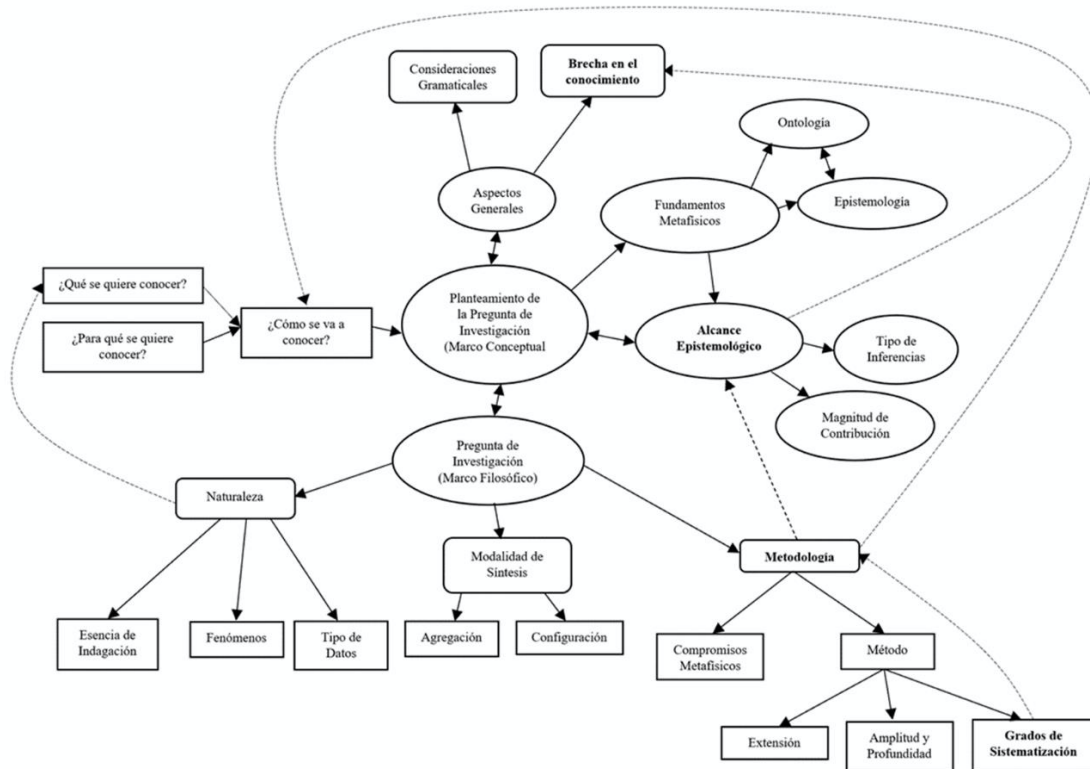 Consideraciones
Gramaticales
Brecha en el
conocimiento
Ontología
Aspectos
Generales
Fundamentos
Metafísicos
Epistemología
¿Qué se quiere conocer?
¿Para qué se quiere
conocer?
¿Cómo se va a
conocer?
Planteamiento de
la Pregunta de
Investigación
(Marco Conceptual
Alcance
Epistemológico
Tipo de
Inferencias
Magnitud de
Contribución
Pregunta de
Investigación
(Marco Filosófico)
Naturaleza
Modalidad de
Síntesis
Metodología
Esencia de
Indagación
Fenómenos
Tipo de
Datos
Agregación
Configuración
Compromisos
Metafísicos
Método
Extensión
Amplitud y
Profundidad
Grados de
Sistematización